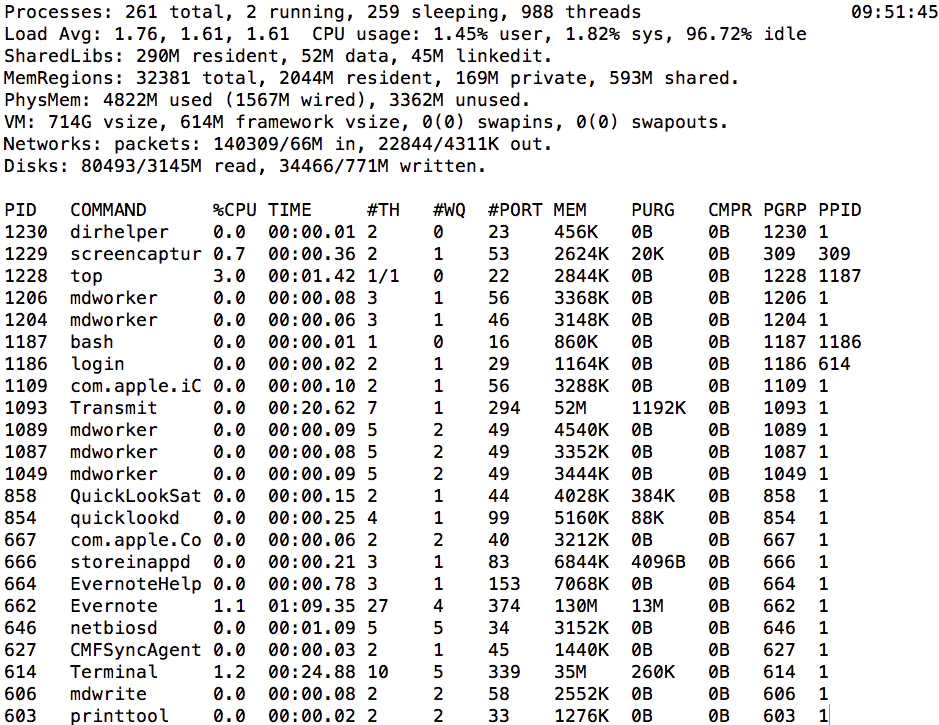 Processes: 261 total, 2 running, 259 sleeping, 988 threads 09:51:45
Load Avg: 1.76, 1.61, 1.61 CPU usage: 1.45% user, 1.82% sys, 96.72% idle
SharedLibs: 290M resident, 52M data, 45M linkedit.
MemRegions: 32381 total, 2044M resident, 169M private, 593M shared.
PhysMem: 4822M used (1567M wired), 3362M unused.
VM: 714G vsize, 614M framework vsize, 0(0) swapins, 0(0) swapouts.
Networks: packets: 140309/66M in, 22844/4311K out.
Disks: 80493/3145M read, 34466/771M written.
PID COMMAND %CPU TIME #TH #WQ #PORT MEM PURG CMPR PGRP PPID
1230 dirhelper 0.0 00:00.01 2 0 23 456K 0B 0B 1230 1
1229 screencaptur 0.7 00:00.36 2 1 53 2624K 20K 0B 309 309
1228 top 3.0 00:01.42 1/1 0 22 2844K 0B 0B 1228 1187
1206 mdworker 0.0 00:00.08 3 1 56 3368K 0B 0B 1206 1
1204 mdworker 0.0 00:00.06 3 1 46 3148K 0B 0B 1204 1
1187 bash 0.0 00:00.01 1 0 16 860K 0B 0B 1187 1186
1186 login 0.0 00:00.02 2 1 29 1164K 0B 0B 1186 614
1109 com.apple.iC 0.0 00:00.10 2 1 56 3288K 0B 0B 1109 1
1093 Transmit 0.0 00:20.62 7 1 294 52M 1192K 0B 1093 1
1089 mdworker 0.0 00:00.09 5 2 49 4540K 0B 0B 1089 1
1087 mdworker 0.0 00:00.08 5 2 49 3352K 0B 0B 1087 1
1049 mdworker 0.0 00:00.09 5 2 49 3444K 0B 0B 1049 1
858 QuickLookSat 0.0 00:00.15 2 1 44 4028K 384K 0B 858 1
854 quicklookd 0.0 00:00.25 4 1 99 5160K 88K 0B 854 1
667 com.apple.Co 0.0 00:00.06 2 2 40 3212K 0B 0B 667 1
666 storeinappd 0.0 00:00.21 3 1 83 6844K 4096B 0B 666 1
664 EvernoteHelp 0.0 00:00.78 3 1 153 7068K 0B 0B 664 1
662 Evernote 1.1 01:09.35 27 4 374 130M 13M 0B 662 1
646 netbiosd 0.0 00:01.09 5 5 34 3152K 0B 0B 646 1
627 CMFSyncAgent 0.0 00:00.03 2 1 45 1440K 0B 0B 627 1
614 Terminal 1.2 00:24.88 10 5 339 35M 260K 0B 614 1
606 mdwrite 0.0 00:00.08 2 2 58 2552K 0B 0B 606 1
603 printtool 0.0 00:00.02 2 2 33 1276K 0B 0B 603 1